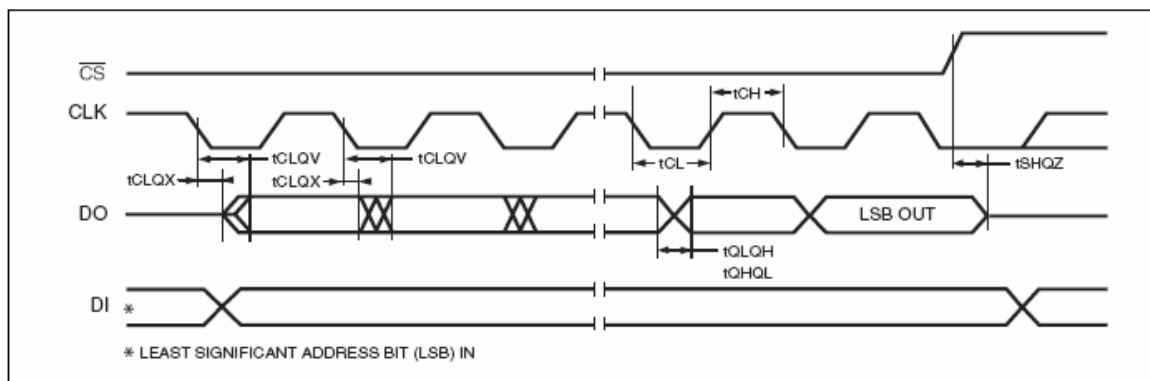 CS
tCH
CLK
tCLQV
tCLQV
tCL
tSHQZ
tCLQX
tCLQX
DO
LSB OUT
tQLQH
tQHQL
DI
*
* LEAST SIGNIFICANT ADDRESS BIT (LSB) IN